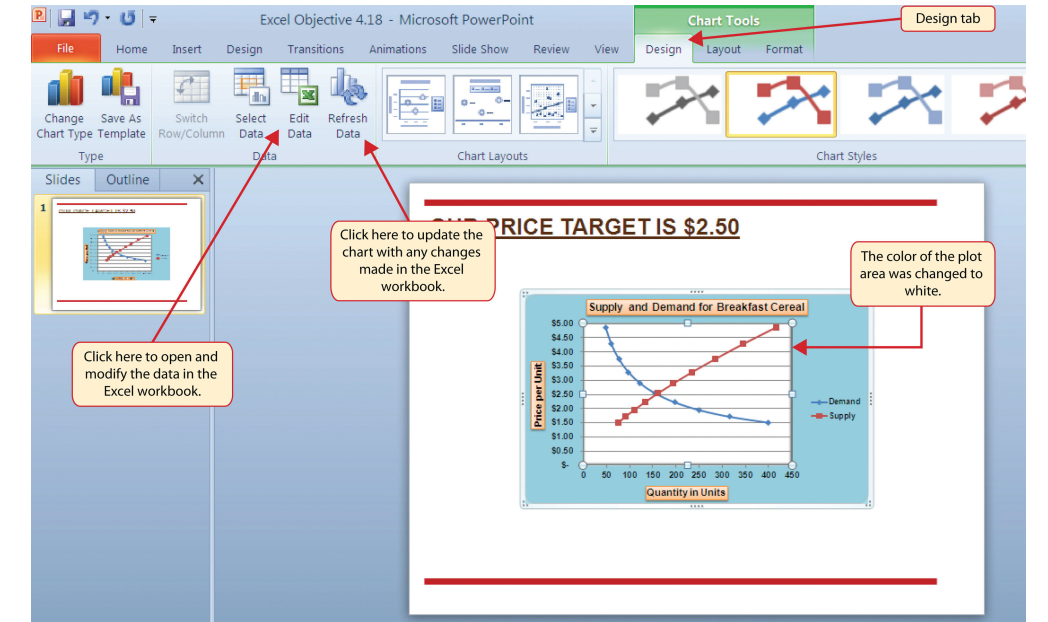 Excel Objective 4.18 - Microsoft PowerPoint
Chart Tools
Design tab
File Home Insert Design Transitions Animations Slide Show Review View Design Layout Format
Change Save As Switch Select Edit Refresh
Chart Type Template Row/Column Data Data Data
Type Data Chart Layouts Chart Styles
Slides Outline
1
PRICE TARGET IS $2.50
Click here to update the
chart with any changes
made in the Excel
workbook.
The color of the plot
area was changed to
white.
Click here to open and
modify the data in the
Excel workbook.
Supply and Demand for Breakfast Cereal
Price per Unit
$5.00
$4.50
$4.00
$3.50
$3.00
$2.50
$2.00
$1.50
$1.00
$0.50
$-
0 50 100 150 200 250 300 350 400 450
Quantity in Units
Demand
Supply